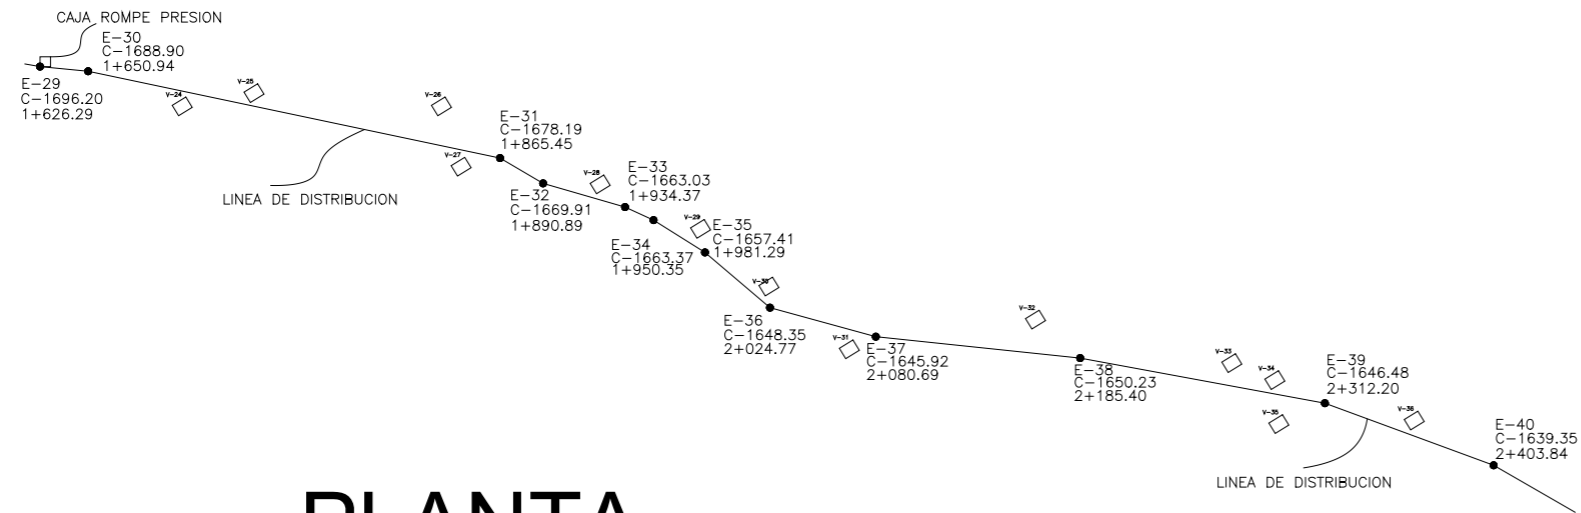 CAJA ROMPE PRESION
E-30
C-1688.90
1+650.94
E-29
C-1696.20
1+626.29
V-24
V-25
V-26
E-31
C-1678.19
1+865.45
V-27
LINEA DE DISTRIBUCION
V-28
E-32
C-1669.91
1+890.89
E-33
C-1663.03
1+934.37
V-29
E-34
C-1663.37
1+950.35
E-35
C-1657.41
1+981.29
V-30
E-36
C-1648.35
2+024.77
V-31
E-37
C-1645.92
2+080.69
V-32
E-38
C-1650.23
2+185.40
V-33
V-34
V-35
E-39
C-1646.48
2+312.20
V-36
LINEA DE DISTRIBUCION
E-40
C-1639.35
2+403.84
PLANTA